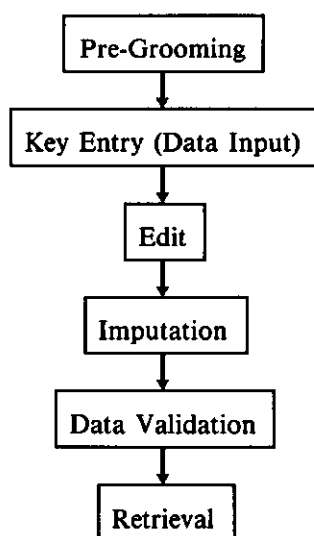 Pre-Grooming
Key Entry (Data Input)
Edit
Imputation
Data Validation
Retrieval